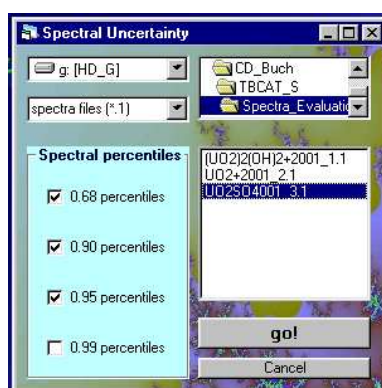 Spectral Uncertainty
g: [HD_G]
spectra files (*.1)
CD_Buch
TBCAT_S
Spectra_Evaluatio
Spectral percentiles
0.68 percentiles
0.90 percentiles
0.95 percentiles
0.99 percentiles
(UO2)2(OH)2+2001_1.1
UO2+2001_2.1
UO2SO4001_3.1
go!
Cancel